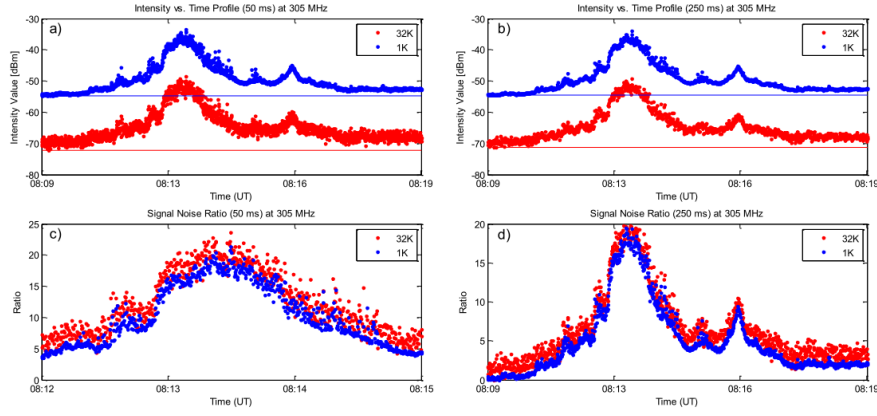 Intensity vs. Time Profile (50 ms) at 305 MHz
a)
32K
1K
Intensity Value [dBm]
-30
-40
-50
-60
-70
-80
08:09
08:13
08:16
08:19
Time (UT)
Intensity vs. Time Profile (250 ms) at 305 MHz
b)
32K
1K
Intensity Value [dBm]
-30
-40
-50
-60
-70
-80
08:09
08:13
08:16
08:19
Time (UT)
Signal Noise Ratio (50 ms) at 305 MHz
c)
32K
1K
Ratio
25
20
15
10
5
0
08:12
08:13
08:14
08:15
Time (UT)
Signal Noise Ratio (250 ms) at 305 MHz
d)
32K
1K
Ratio
20
15
10
5
0
08:09
08:13
08:16
08:19
Time (UT)